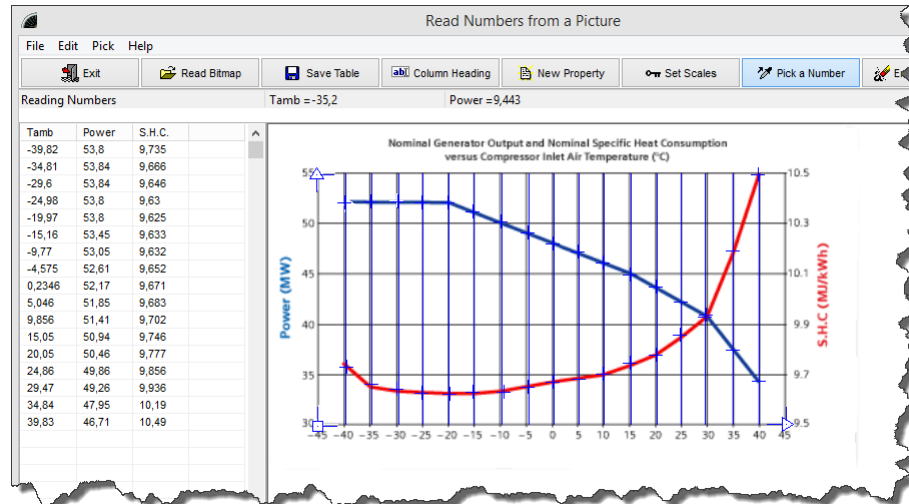 Read Numbers from a Picture
File Edit Pick Help
Exit Read Bitmap Save Table ab| Column Heading New Property Set Scales Pick a Number
Reading Numbers Tamb =-35,2 Power =9,443
Tamb Power S.H.C.
-39,82 53,8 9,735
-34,81 53,84 9,666
-29,6 53,84 9,646
-24,98 53,8 9,63
-19,97 53,8 9,625
-15,16 53,45 9,633
-9,77 53,05 9,632
-4,575 52,61 9,652
0,2346 52,17 9,671
5,046 51,85 9,683
9,856 51,41 9,702
15,05 50,94 9,746
20,05 50,46 9,777
24,86 49,86 9,856
29,47 49,26 9,936
34,84 47,95 10,19
39,83 46,71 10,49
Nominal Generator Output and Nominal Specific Heat Consumption
versus Compressor Inlet Air Temperature (°C)
Power (MW)
55
50
45
40
35
30
10.5
10.3
10.1
9.9
9.7
9.5
S.H.C (MJ/kWh)
-45 -40 -35 -30 -25 -20 -15 -10 -5 0 5 10 15 20 25 30 35 40 45